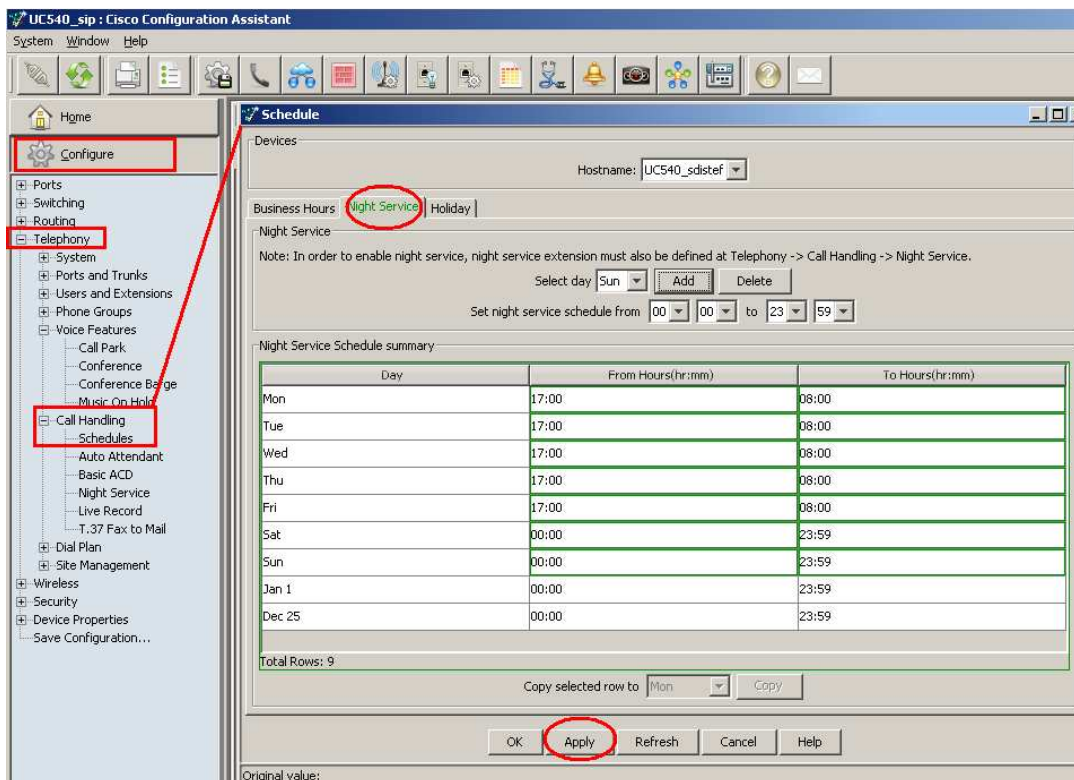 UC540_sip : Cisco Configuration Assistant
System Window Help
Home
Configure
Ports
Switching
Routing
Telephony
System
Ports and Trunks
Users and Extensions
Phone Groups
Voice Features
Call Park
Conference
Conference Barge
Music On Hold
Call Handling
Schedules
Auto Attendant
Basic ACD
Night Service
Live Record
T.37 Fax to Mail
Dial Plan
Site Management
Wireless
Security
Device Properties
Save Configuration...
Schedule
Devices
Hostname: UC540_sdistef
Business Hours Night Service Holiday
Night Service
Note: In order to enable night service, night service extension must also be defined at Telephony -> Call Handling -> Night Service.
Select day Sun Add Delete
Set night service schedule from 00 00 to 23 59
Night Service Schedule summary
Day From Hours(hr:mm) To Hours(hr:mm)
Mon 17:00 08:00
Tue 17:00 08:00
Wed 17:00 08:00
Thu 17:00 08:00
Fri 17:00 08:00
Sat 00:00 23:59
Sun 00:00 23:59
Jan 1 00:00 23:59
Dec 25 00:00 23:59
Total Rows: 9
Copy selected row to Mon Copy
OK Apply Refresh Cancel Help
Original value: